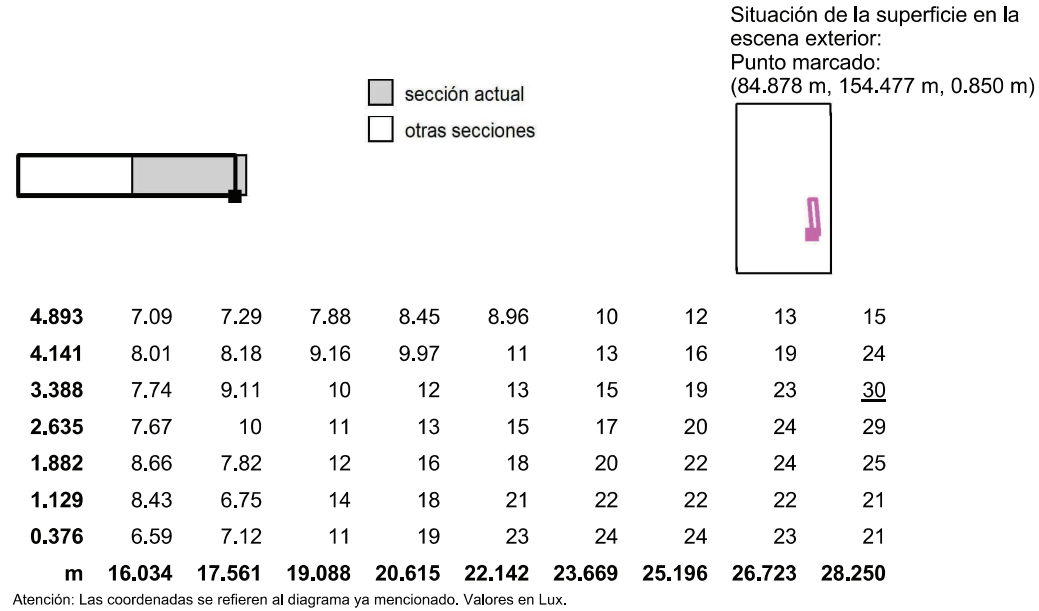 Situación de la superficie en la
escena exterior:
Punto marcado:
(84.878 m, 154.477 m, 0.850 m)
sección actual
otras secciones
4.893 7.09 7.29 7.88 8.45 8.96 10 12 13 15
4.141 8.01 8.18 9.16 9.97 11 13 16 19 24
3.388 7.74 9.11 10 12 13 15 19 23 30
2.635 7.67 10 11 13 15 17 20 24 29
1.882 8.66 7.82 12 16 18 20 22 24 25
1.129 8.43 6.75 14 18 21 22 22 22 21
0.376 6.59 7.12 11 19 23 24 24 23 21
m 16.034 17.561 19.088 20.615 22.142 23.669 25.196 26.723 28.250
Atención: Las coordenadas se refieren al diagrama ya mencionado. Valores en Lux.